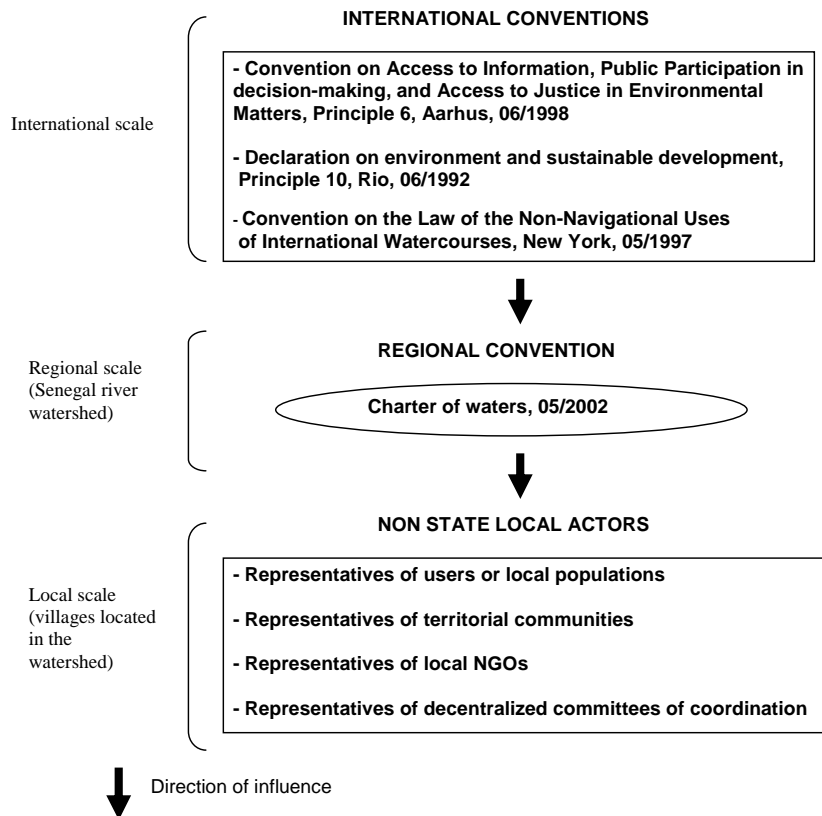 INTERNATIONAL CONVENTIONS
International scale
- Convention on Access to Information, Public Participation in
decision-making, and Access to Justice in Environmental
Matters, Principle 6, Aarhus, 06/1998
- Declaration on environment and sustainable development,
Principle 10, Rio, 06/1992
- Convention on the Law of the Non-Navigational Uses
of International Watercourses, New York, 05/1997
REGIONAL CONVENTION
Regional scale
(Senegal river
watershed)
Charter of waters, 05/2002
NON STATE LOCAL ACTORS
Local scale
(villages located
in the
watershed)
- Representatives of users or local populations
- Representatives of territorial communities
- Representatives of local NGOs
- Representatives of decentralized committees of coordination
Direction of influence